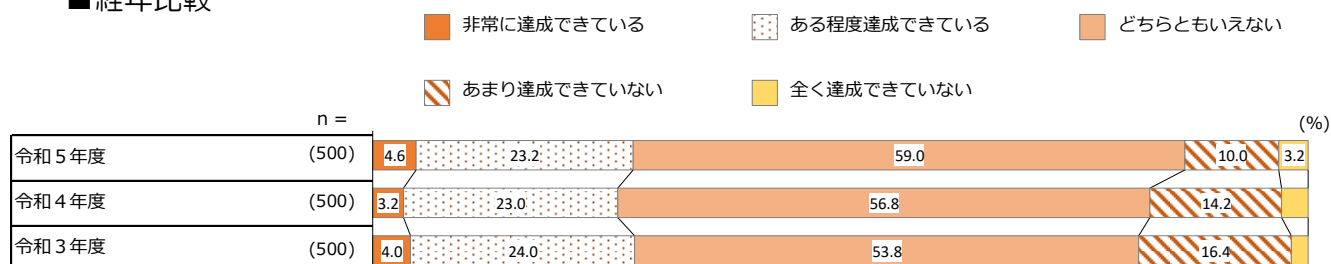 ■経年比較
非常に達成できている ある程度達成できている どちらともいえない
あまり達成できていない 全く達成できていない
n = (%)
令和５年度 (500) 4.6 23.2 59.0 10.0 3.2
令和４年度 (500) 3.2 23.0 56.8 14.2
令和３年度 (500) 4.0 24.0 53.8 16.4